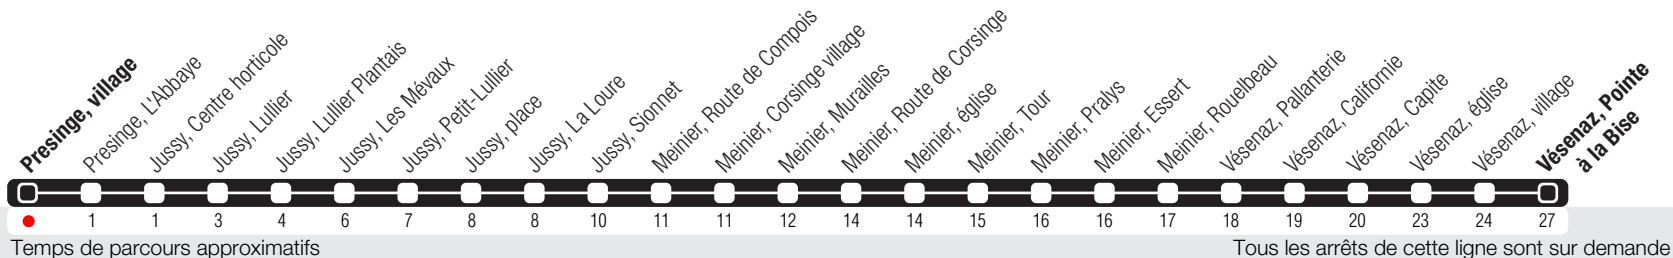 Presinge, village
Presinge, L'Abbaye
Jussy, Centre horticole
Jussy, Lullier
Jussy, Lullier Plantais
Jussy, Les Mévaux
Jussy, Petit-Lullier
Jussy, place
Jussy, La Loure
Jussy, Sionnet
Meinier, Route de Compois
Meinier, Corsinge village
Meinier, Murailles
Meinier, Route de Corsinge
Meinier, église
Meinier, Tour
Meinier, Pralys
Meinier, Essert
Meinier, Rouelbeau
Vésenaz, Pallanterie
Vésenaz, Californie
Vésenaz, Capite
Vésenaz, église
Vésenaz, village
Vésenaz, Pointe
à la Bise
1 1 3 4 6 7 8 8 10 11 11 12 14 14 15 16 16 17 18 19 20 23 24 27
Temps de parcours approximatifs
Tous les arrêts de cette ligne sont sur demande